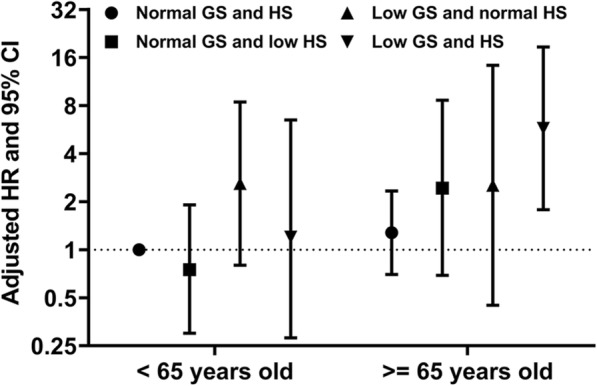 Normal GS and HS
Low GS and normal HS
Normal GS and low HS
Low GS and HS
Adjusted HR and 95% CI
32
16
8
4
2
1
0.5
0.25
< 65 years old
>= 65 years old